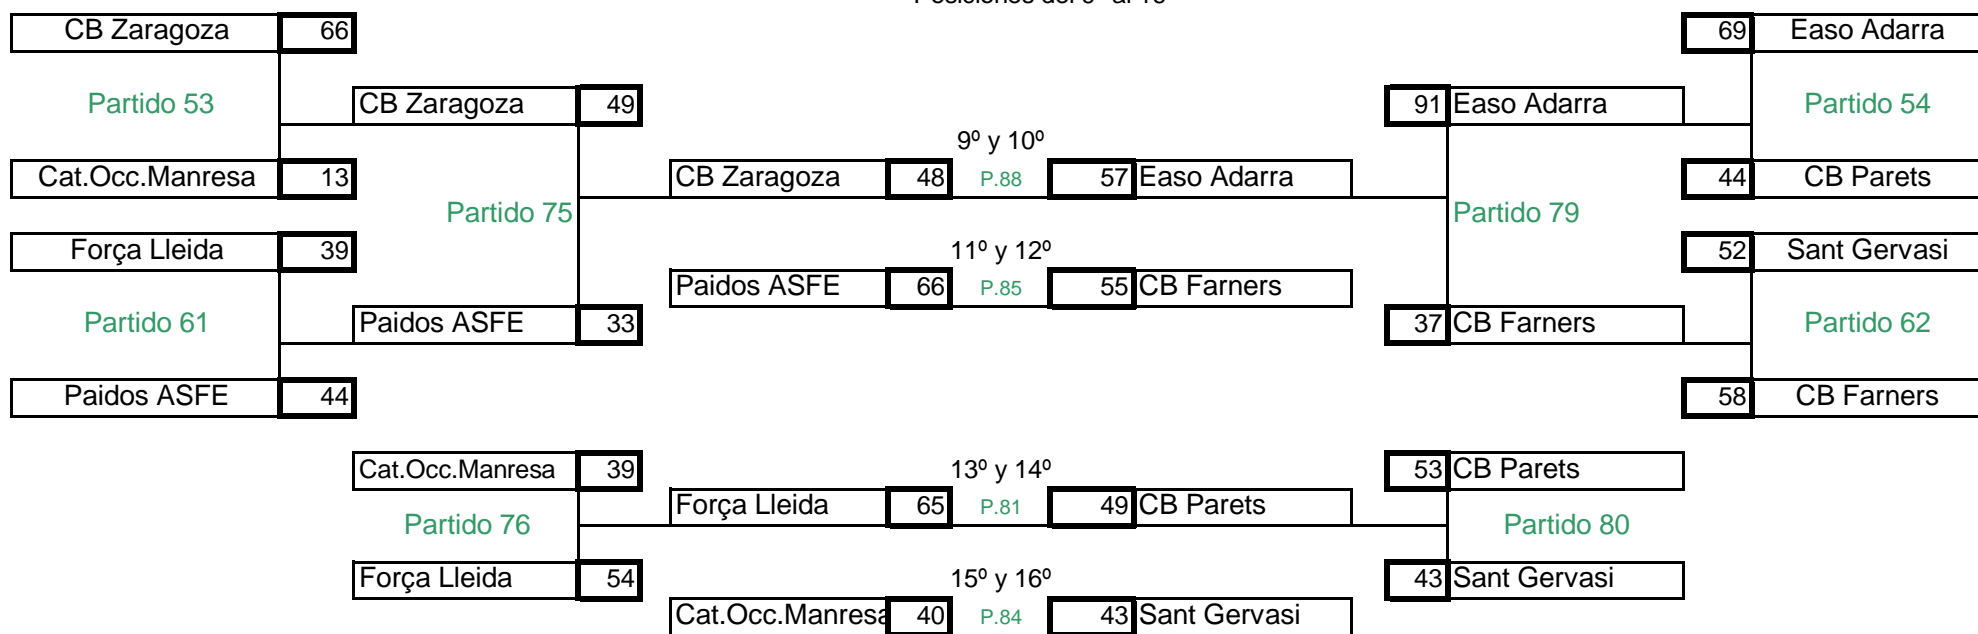 CB Zaragoza 66 69 Easo Adarra
Partido 53 CB Zaragoza 49 91 Easo Adarra Partido 54
9º y 10º
Cat.Occ.Manresa 13 CB Zaragoza 48 P.88 57 Easo Adarra 44 CB Parets
Partido 75 Partido 79
Força Lleida 39 11º y 12º 52 Sant Gervasi
Paidos ASFE 66 P.85 55 CB Farners
Partido 61 Paidos ASFE 33 37 CB Farners Partido 62
Paidos ASFE 44 58 CB Farners
Cat.Occ.Manresa 39 13º y 14º 53 CB Parets
Força Lleida 65 P.81 49 CB Parets
Partido 76 Partido 80
Força Lleida 54 15º y 16º 43 Sant Gervasi
Cat.Occ.Manresa 40 P.84 43 Sant Gervasi